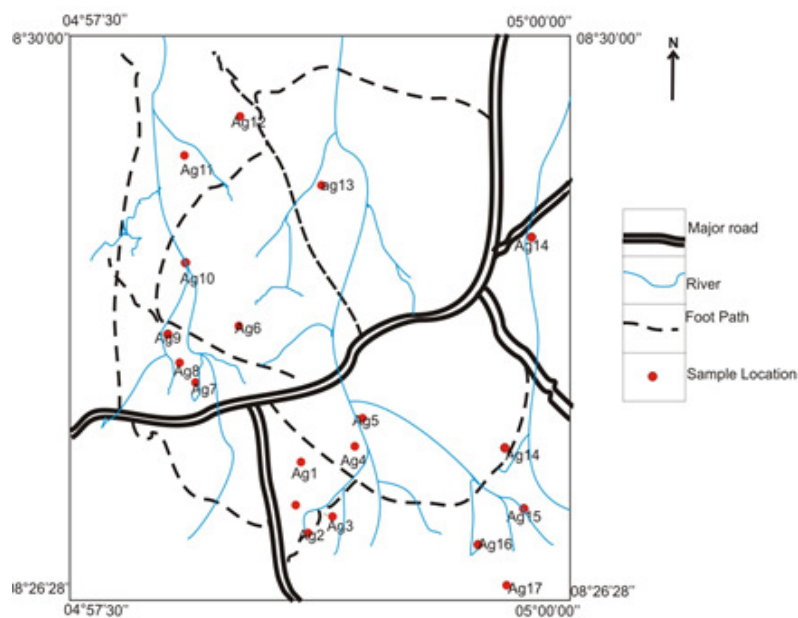 04°57'30" 05°00'00"
08°30'00" 08°30'00"
N
Ag12
Ag11
ag13
Ag14
Major road
Ag10
River
Foot Path
Ag6
Ag9
Ag8
Sample Location
Ag7
Ag5
Ag4
Ag14
Ag1
Ag15
Ag3
Ag2
Ag16
Ag17
08°26'28" 08°26'28"
04°57'30" 05°00'00"